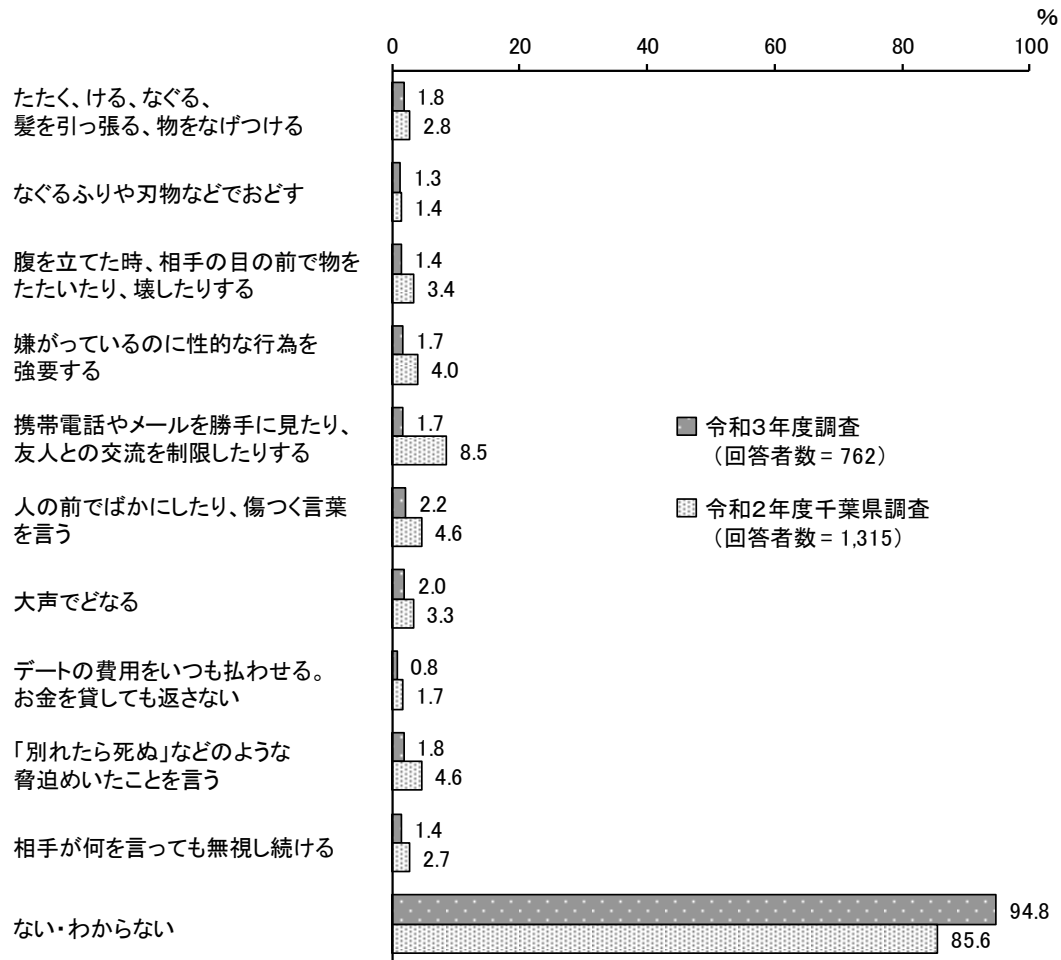 %
0 20 40 60 80 100
たたく、ける、なぐる、
髪を引っ張る、物をなげつける
1.8
2.8
なぐるふりや刃物などでおどす
1.3
1.4
腹を立てた時、相手の目の前で物を
たたいたり、壊したりする
1.4
3.4
嫌がっているのに性的な行為を
強要する
1.7
4.0
携帯電話やメールを勝手に見たり、
友人との交流を制限したりする
1.7
8.5
人の前でばかにしたり、傷つく言葉
を言う
2.2
4.6
大声でどなる
2.0
3.3
デートの費用をいつも払わせる。
お金を貸しても返さない
0.8
1.7
「別れたら死ぬ」などのような
脅迫めいたことを言う
1.8
4.6
相手が何を言っても無視し続ける
1.4
2.7
ない・わからない
94.8
85.6
令和３年度調査
（回答者数 = 762）
令和２年度千葉県調査
（回答者数 = 1,315）